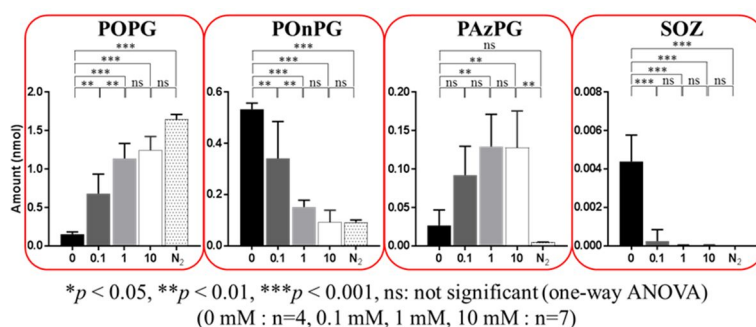 POPG
***
***
***
** ** ns ns
Amount (nmol)
2.0
1.5
1.0
0.5
0.0
0 0.1 1 10 N₂
POnPG
***
***
***
** ** ns ns
0.6
0.4
0.2
0.0
0 0.1 1 10 N₂
PAzPG
ns
**
**
ns ns ns **
0.20
0.15
0.10
0.05
0.00
0 0.1 1 10 N₂
SOZ
***
***
***
*** ns ns ns
0.008
0.006
0.004
0.002
0.000
0 0.1 1 10 N₂
*p < 0.05, **p < 0.01, ***p < 0.001, ns: not significant (one-way ANOVA)
(0 mM : n=4, 0.1 mM, 1 mM, 10 mM : n=7)